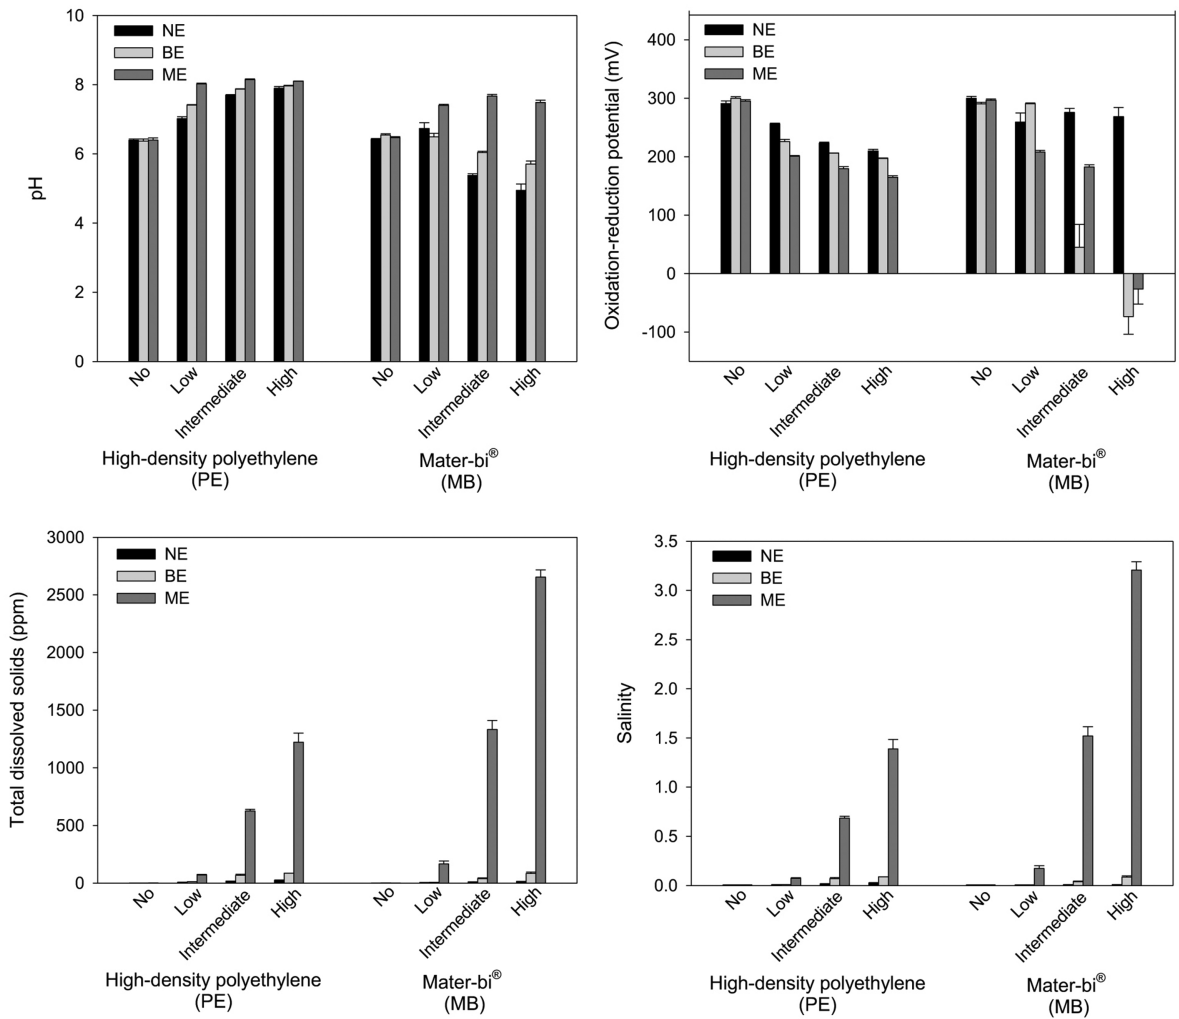 10
8
6
4
2
0
pH
NE
BE
ME
No
Low
Intermediate
High
No
Low
Intermediate
High
High-density polyethylene
(PE)
Mater-bi®
(MB)
400
300
200
100
0
-100
Oxidation-reduction potential (mV)
NE
BE
ME
No
Low
Intermediate
High
No
Low
Intermediate
High
High-density polyethylene
(PE)
Mater-bi®
(MB)
3000
2500
2000
1500
1000
500
0
Total dissolved solids (ppm)
NE
BE
ME
No
Low
Intermediate
High
No
Low
Intermediate
High
High-density polyethylene
(PE)
Mater-bi®
(MB)
3.5
3.0
2.5
2.0
1.5
1.0
0.5
0.0
Salinity
NE
BE
ME
No
Low
Intermediate
High
No
Low
Intermediate
High
High-density polyethylene
(PE)
Mater-bi®
(MB)